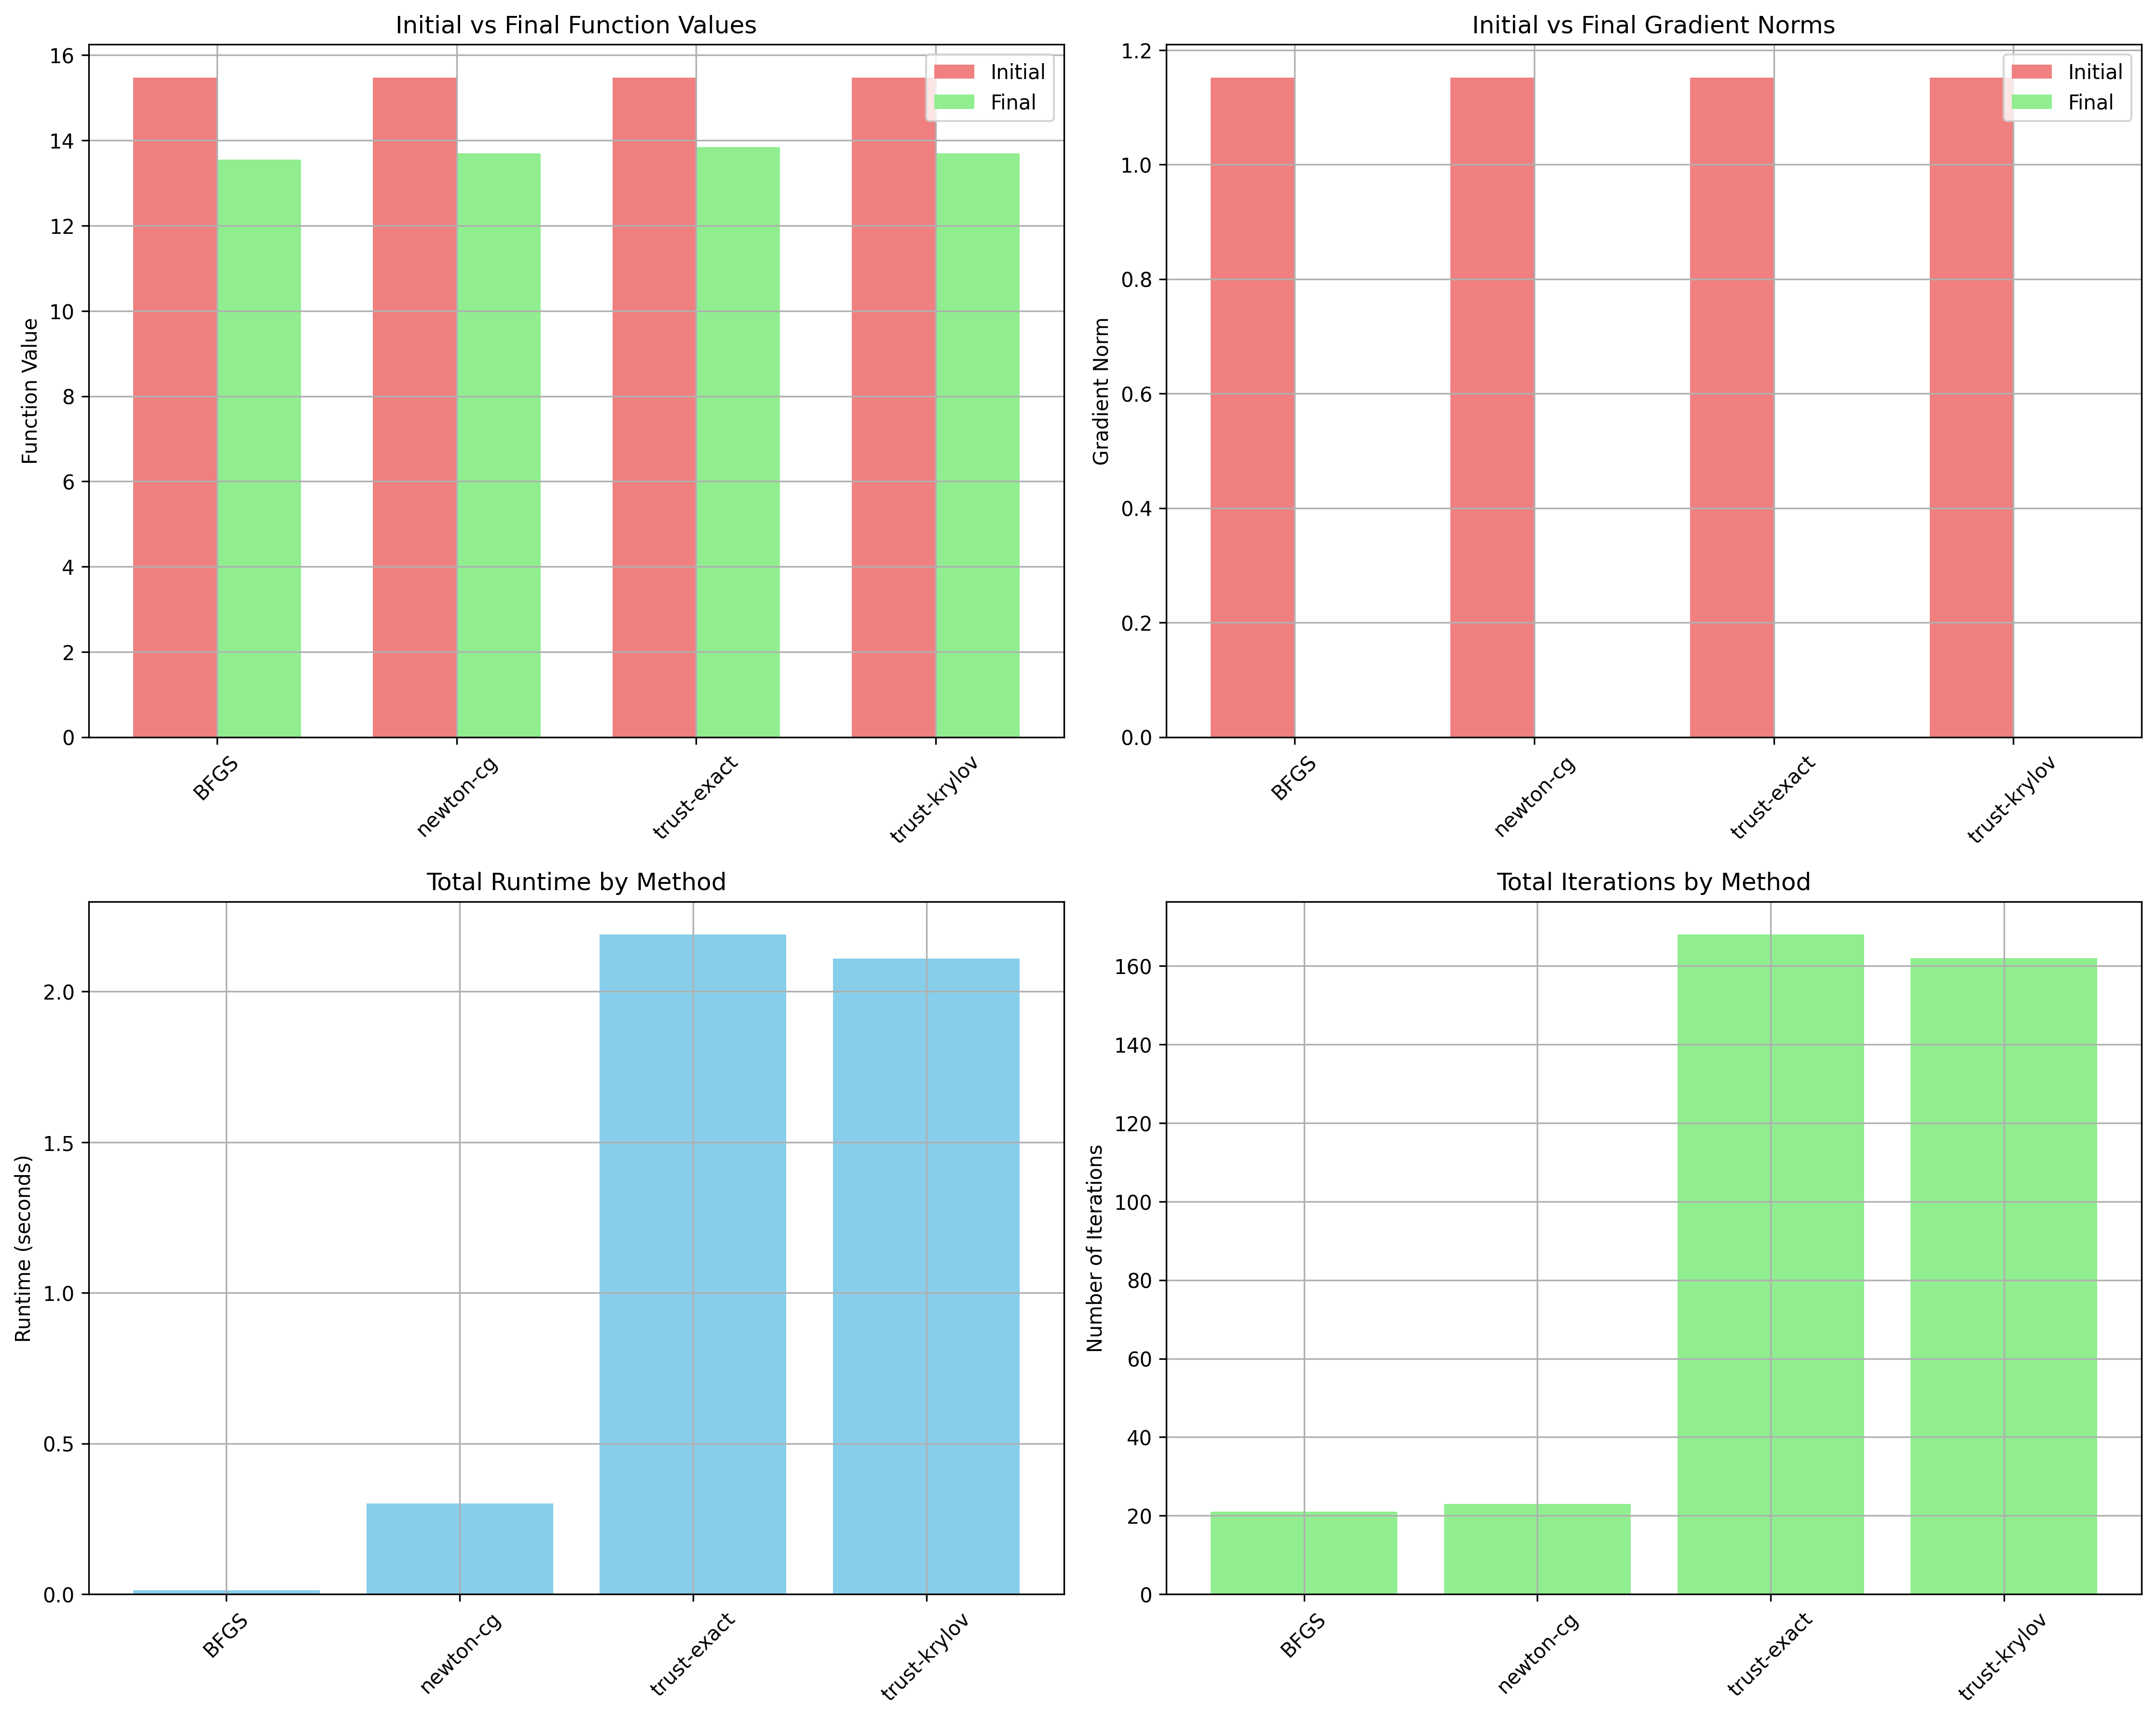 Initial vs Final Function Values
Function Value
16
14
12
10
8
6
4
2
0
Initial
Final
BFGS
newton-cg
trust-exact
trust-krylov
Initial vs Final Gradient Norms
Gradient Norm
1.2
1.0
0.8
0.6
0.4
0.2
0.0
Initial
Final
BFGS
newton-cg
trust-exact
trust-krylov
Total Runtime by Method
Runtime (seconds)
2.0
1.5
1.0
0.5
0.0
BFGS
newton-cg
trust-exact
trust-krylov
Total Iterations by Method
Number of Iterations
160
140
120
100
80
60
40
20
0
BFGS
newton-cg
trust-exact
trust-krylov